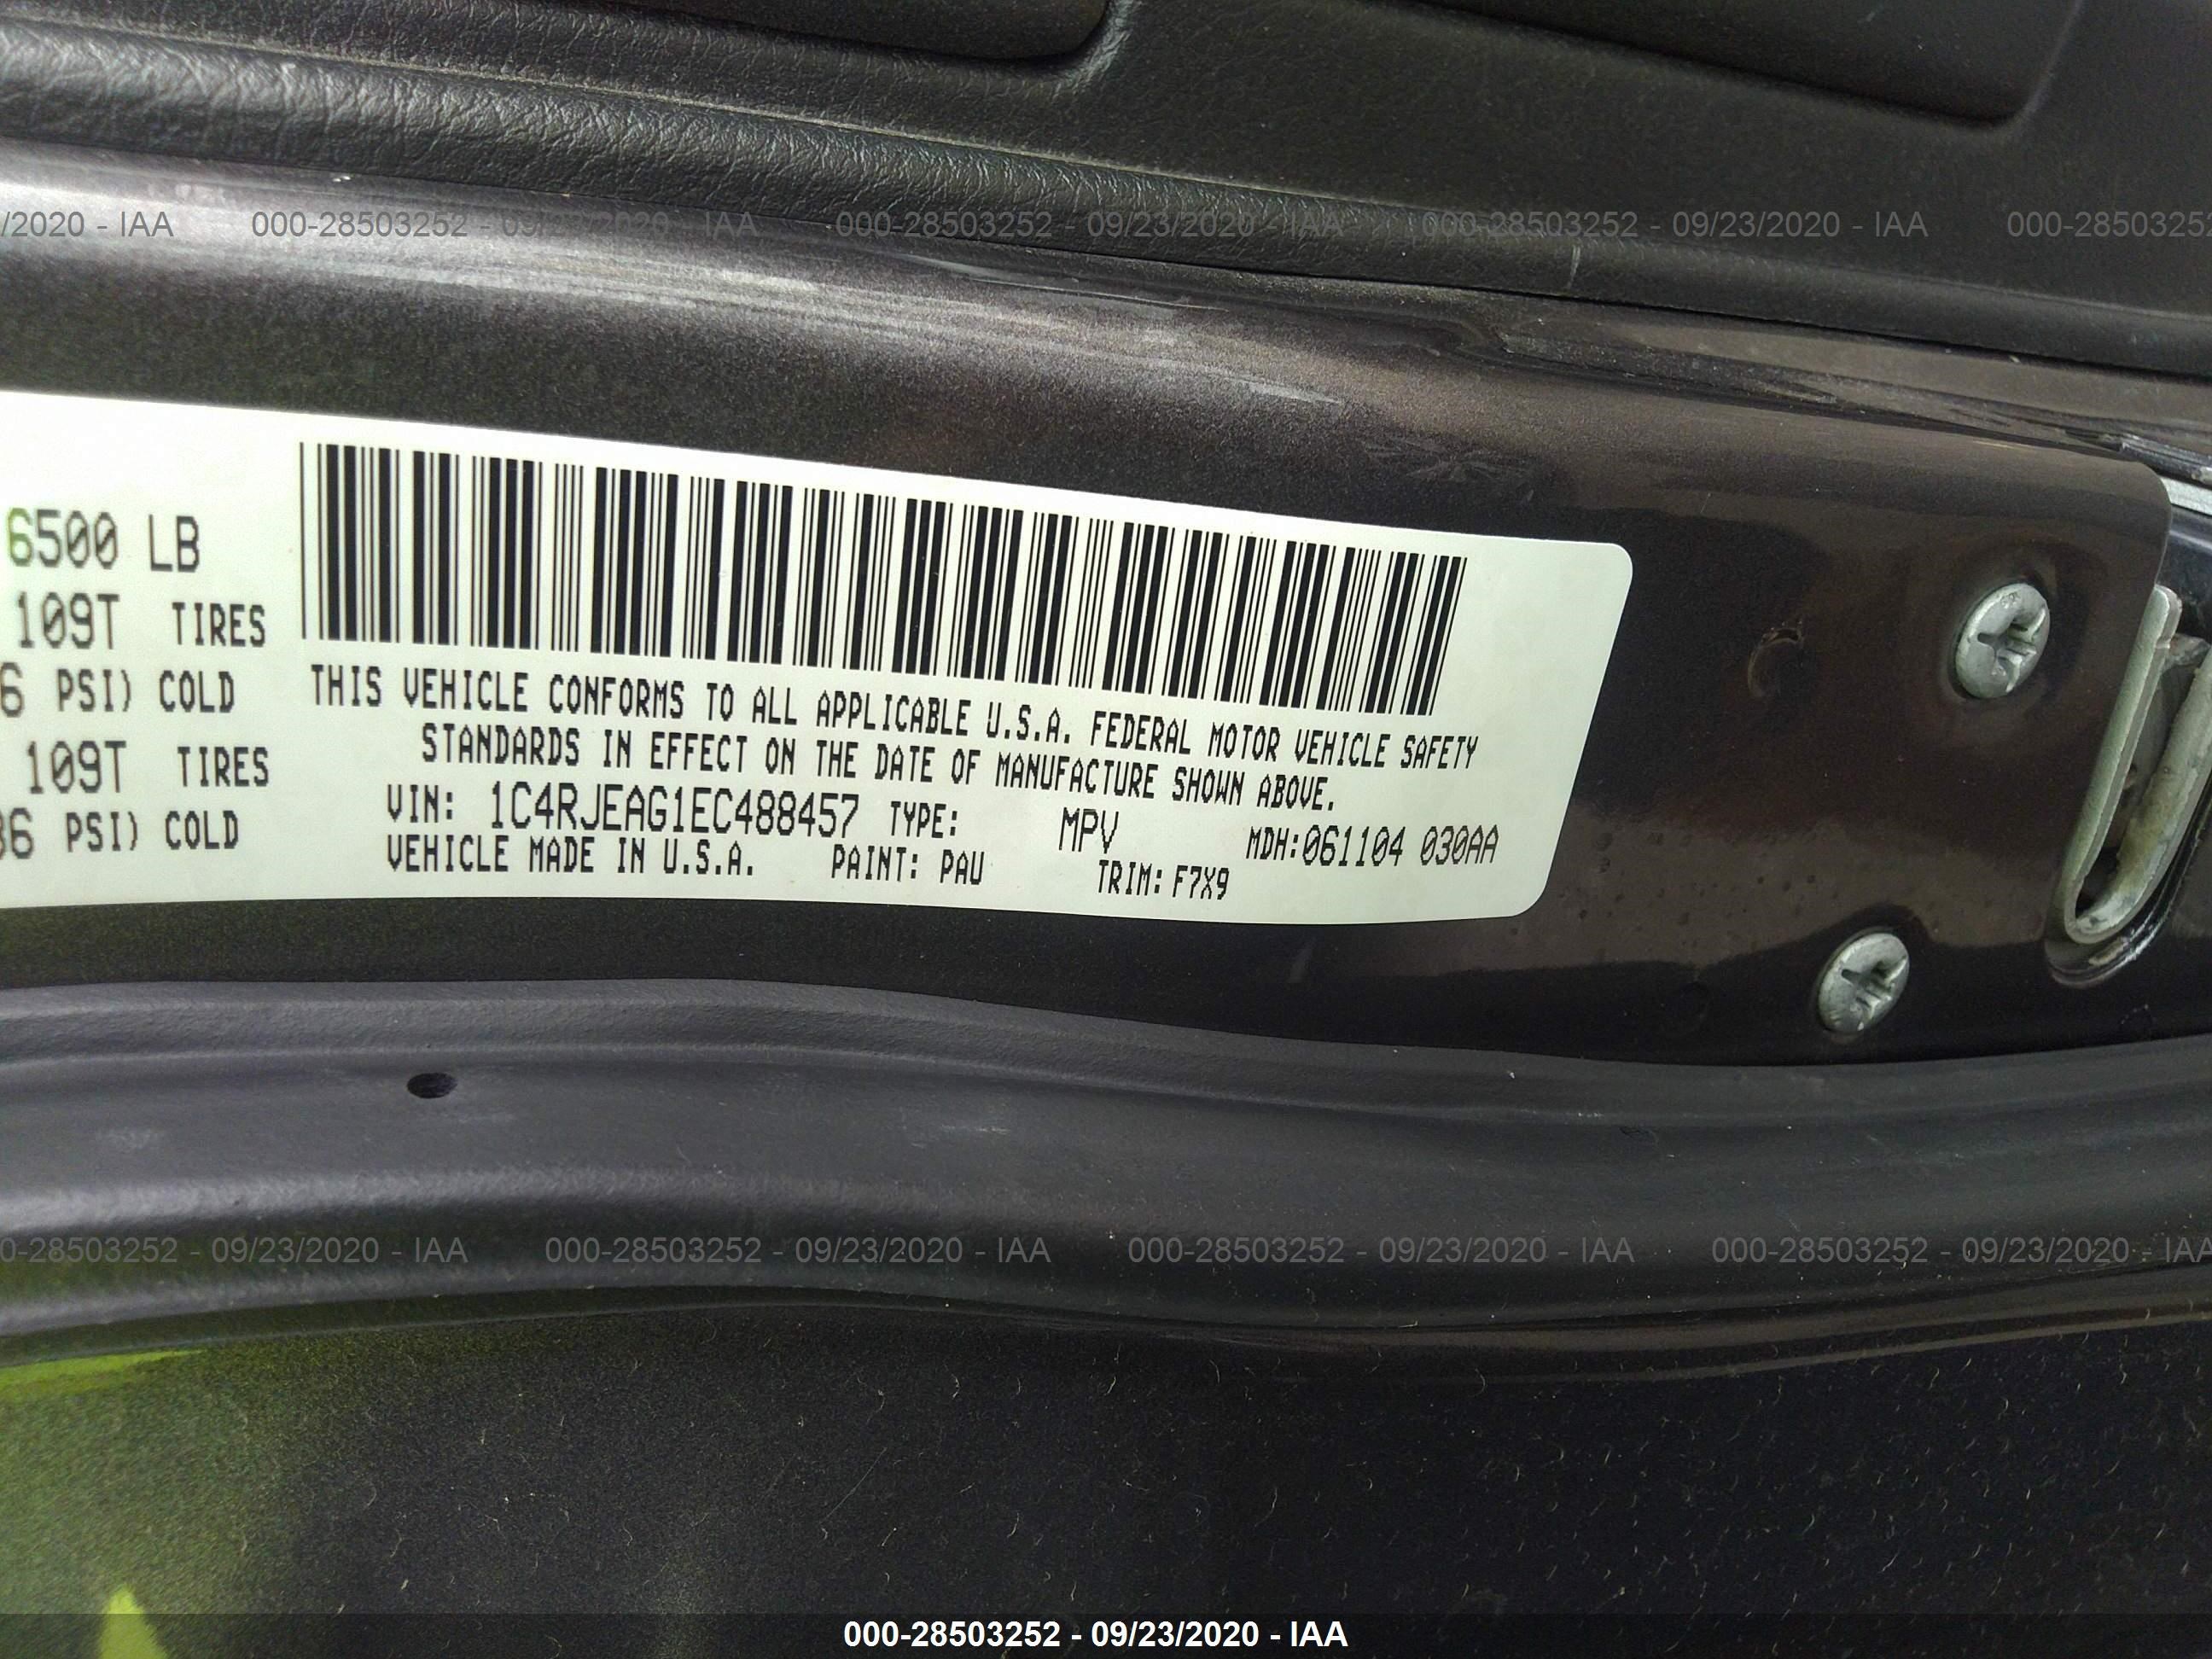 /2020 - IAA 000-28503252 - 09/23/2020 - IAA 000-28503252 - 09/23/2020 - IAA 000-28503252 - 09/23/2020 - IAA 000-28503252
6500 LB
109T TIRES
6 PSI) COLD
109T TIRES
36 PSI) COLD
THIS VEHICLE CONFORMS TO ALL APPLICABLE U.S.A. FEDERAL MOTOR VEHICLE SAFETY
STANDARDS IN EFFECT ON THE DATE OF MANUFACTURE SHOWN ABOVE.
VIN: 1C4RJEAG1EC488457 TYPE: MPV MDH:061104 030AA
VEHICLE MADE IN U.S.A. PAINT: PAU TRIM: F7X9
0-28503252 - 09/23/2020 - IAA 000-28503252 - 09/23/2020 - IAA 000-28503252 - 09/23/2020 - IAA 000-28503252 - 09/23/2020 - IAA
000-28503252 - 09/23/2020 - IAA